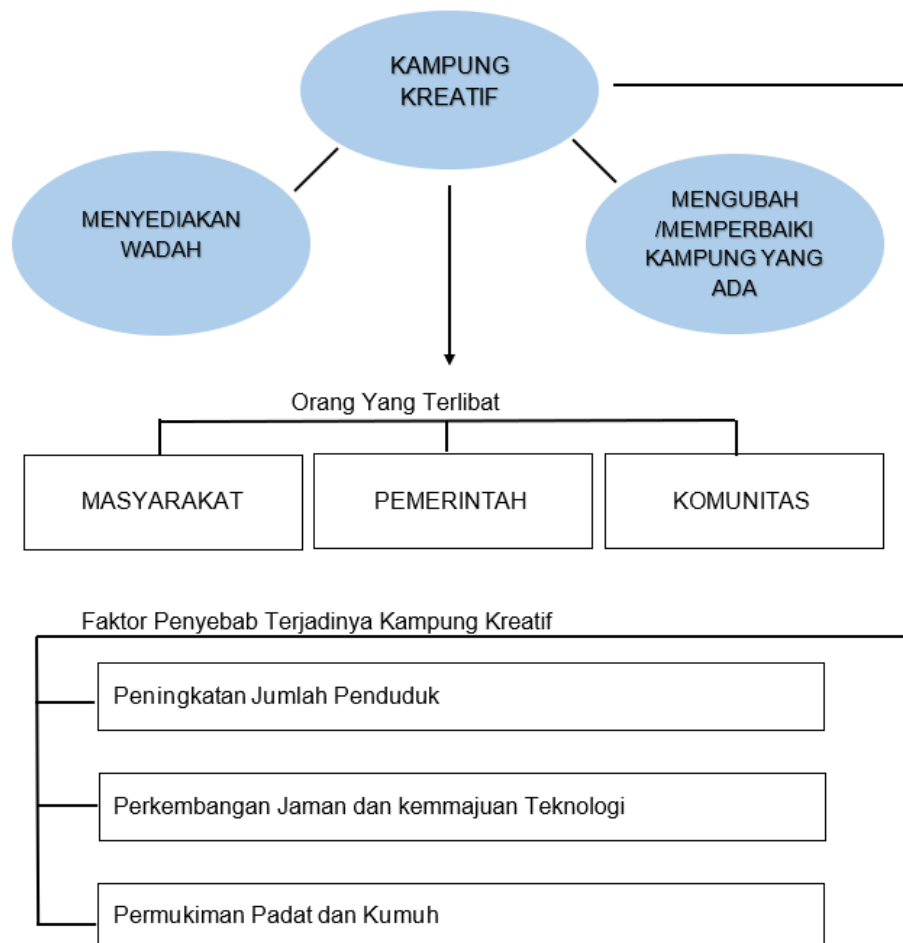 KAMPUNG
KREATIF
MENYEDIAKAN
WADAH
MENGUBAH
/MEMPERBAIKI
KAMPUNG YANG
ADA
Orang Yang Terlibat
MASYARAKAT
PEMERINTAH
KOMUNITAS
Faktor Penyebab Terjadinya Kampung Kreatif
Peningkatan Jumlah Penduduk
Perkembangan Jaman dan kemmajuan Teknologi
Permukiman Padat dan Kumuh